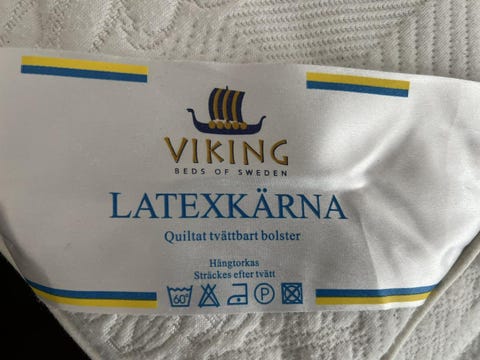 VIKING
BEDS OF SWEDEN
LATEXKÄRNA
Quiltat tvättbart bolster
Hängtorkas
Sträckes efter tvätt
60° P